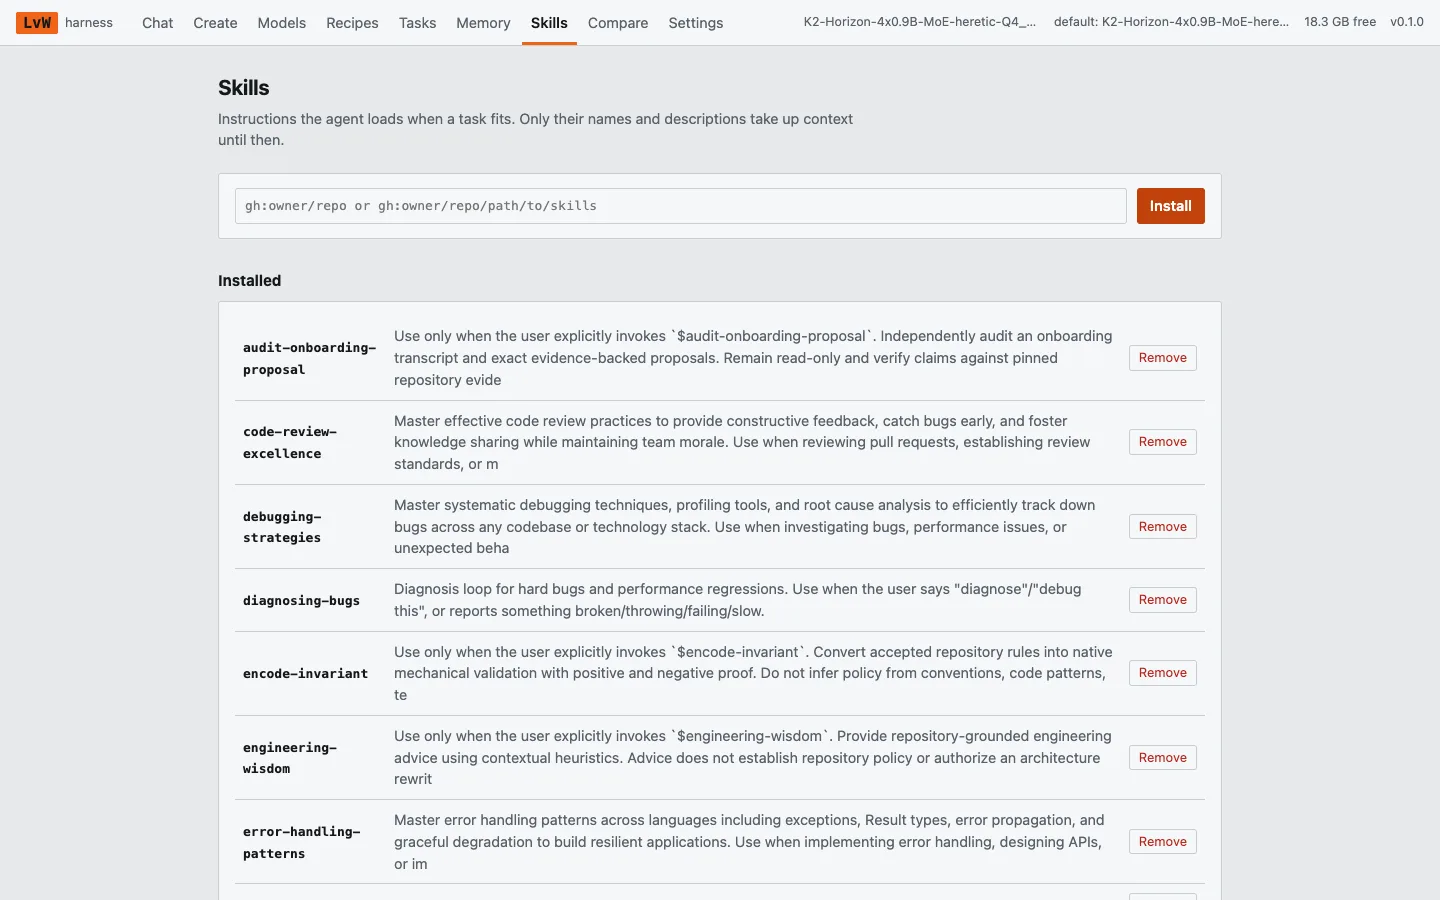 LvW harness Chat Create Models Recipes Tasks Memory Skills Compare Settings K2-Horizon-4x0.9B-MoE-heretic-Q4_... default: K2-Horizon-4x0.9B-MoE-here... 18.3 GB free v0.1.0
Skills
Instructions the agent loads when a task fits. Only their names and descriptions take up context
until then.
gh:owner/repo or gh:owner/repo/path/to/skills
Install
Installed
audit-onboarding-
proposal
Use only when the user explicitly invokes `$audit-onboarding-proposal`. Independently audit an onboarding
transcript and exact evidence-backed proposals. Remain read-only and verify claims against pinned
repository evide
Remove
code-review-
excellence
Master effective code review practices to provide constructive feedback, catch bugs early, and foster
knowledge sharing while maintaining team morale. Use when reviewing pull requests, establishing review
standards, or m
Remove
debugging-
strategies
Master systematic debugging techniques, profiling tools, and root cause analysis to efficiently track down
bugs across any codebase or technology stack. Use when investigating bugs, performance issues, or
unexpected beha
Remove
diagnosing-bugs
Diagnosis loop for hard bugs and performance regressions. Use when the user says "diagnose"/"debug
this", or reports something broken/throwing/failing/slow.
Remove
encode-invariant
Use only when the user explicitly invokes `$encode-invariant`. Convert accepted repository rules into native
mechanical validation with positive and negative proof. Do not infer policy from conventions, code patterns,
te
Remove
engineering-
wisdom
Use only when the user explicitly invokes `$engineering-wisdom`. Provide repository-grounded engineering
advice using contextual heuristics. Advice does not establish repository policy or authorize an architecture
rewrit
Remove
error-handling-
patterns
Master error handling patterns across languages including exceptions, Result types, error propagation, and
graceful degradation to build resilient applications. Use when implementing error handling, designing APIs,
or im
Remove